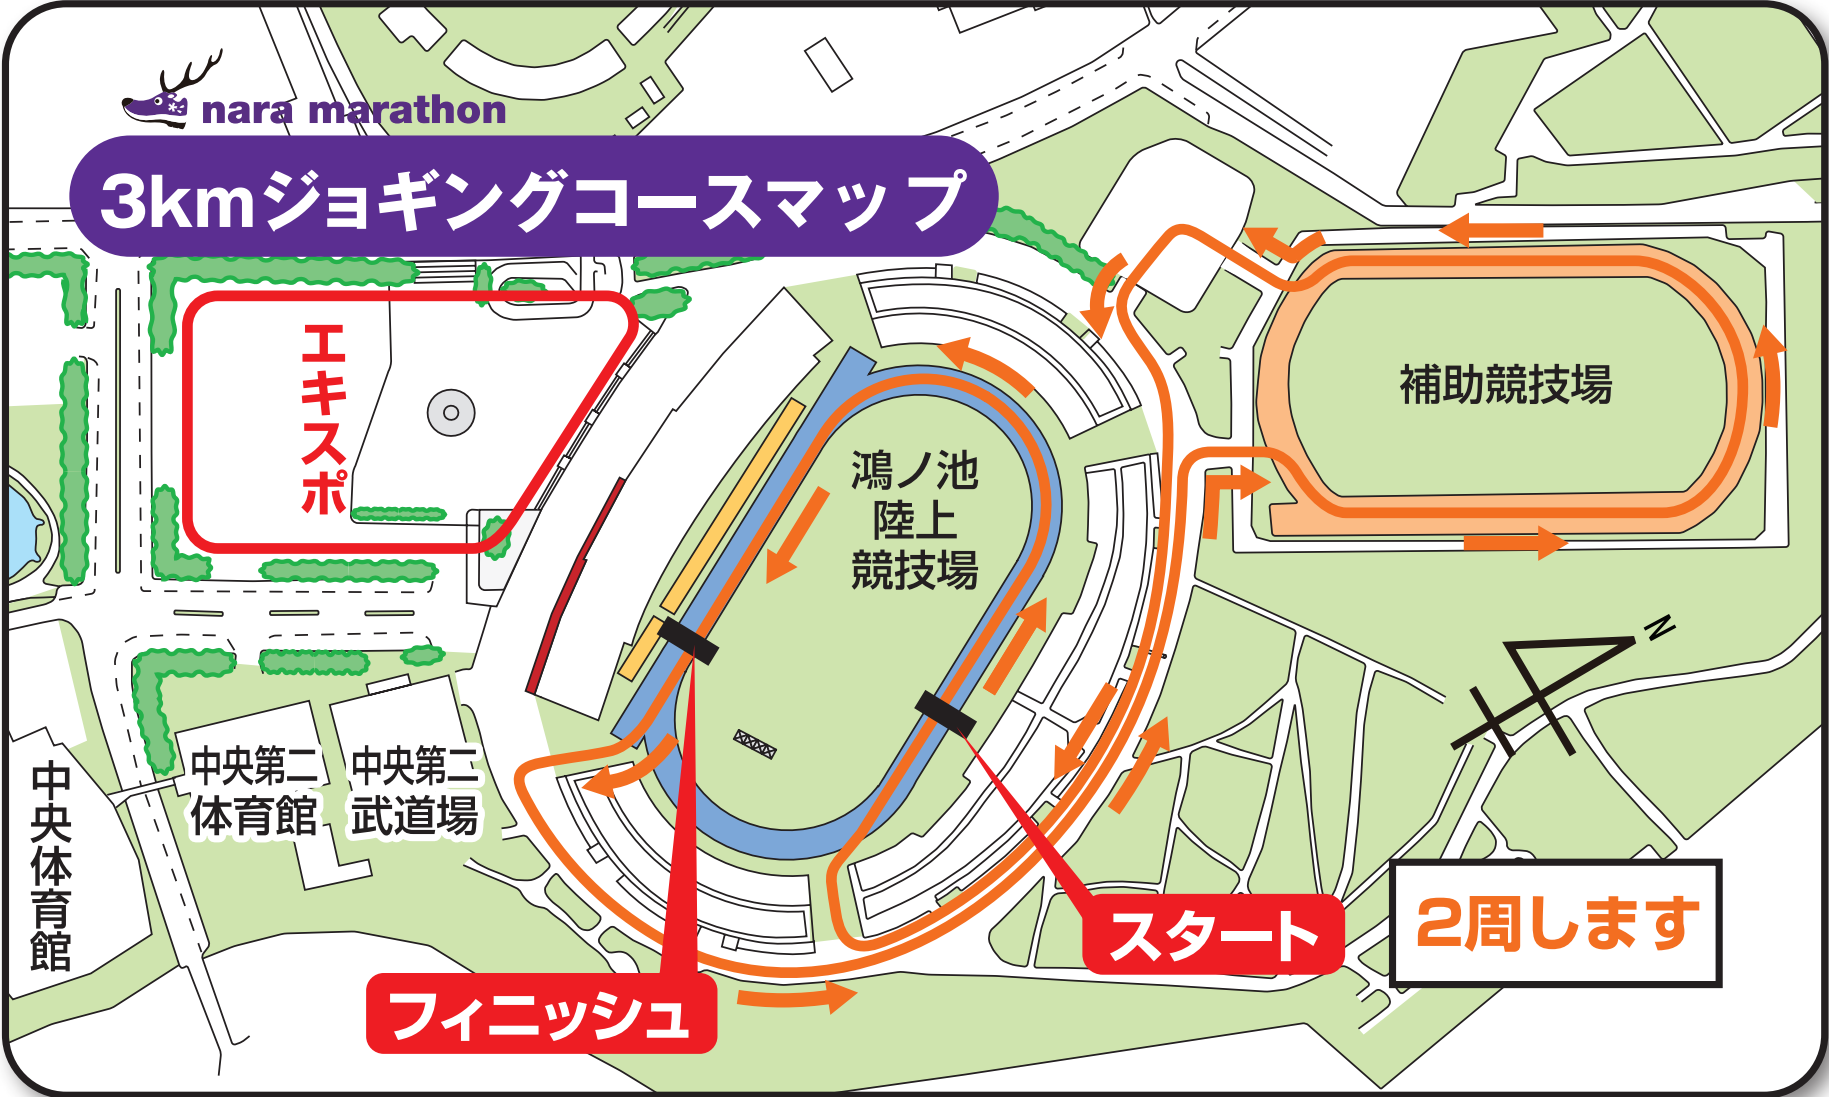 nara marathon
3kmジョギングコースマップ
エキスポ
補助競技場
鴻ノ池
陸上
競技場
N
中央第二
体育館
中央第二
武道場
中央体育館
2周します
スタート
フィニッシュ